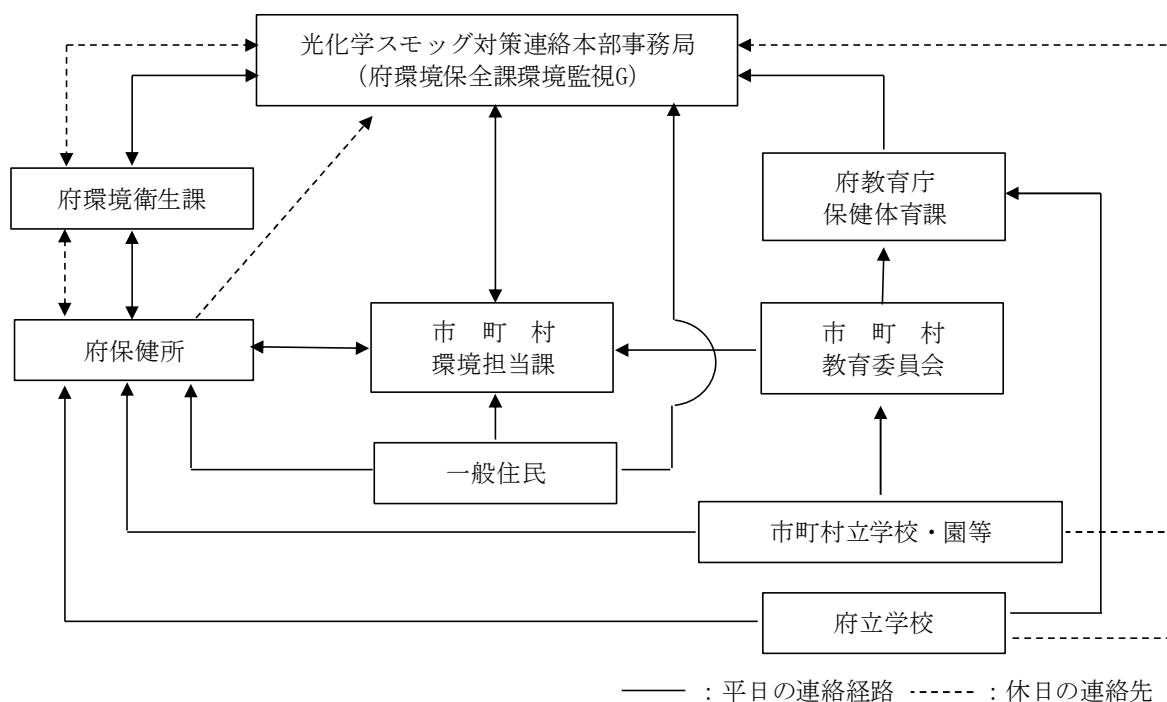 光化学スモッグ対策連絡本部事務局
(府環境保全課環境監視G)
府環境衛生課
府教育庁
保健体育課
府保健所
市　町　村
環境担当課
市　町　村
教育委員会
一般住民
市町村立学校・園等
府立学校
――― ：平日の連絡経路 ------- ：休日の連絡先